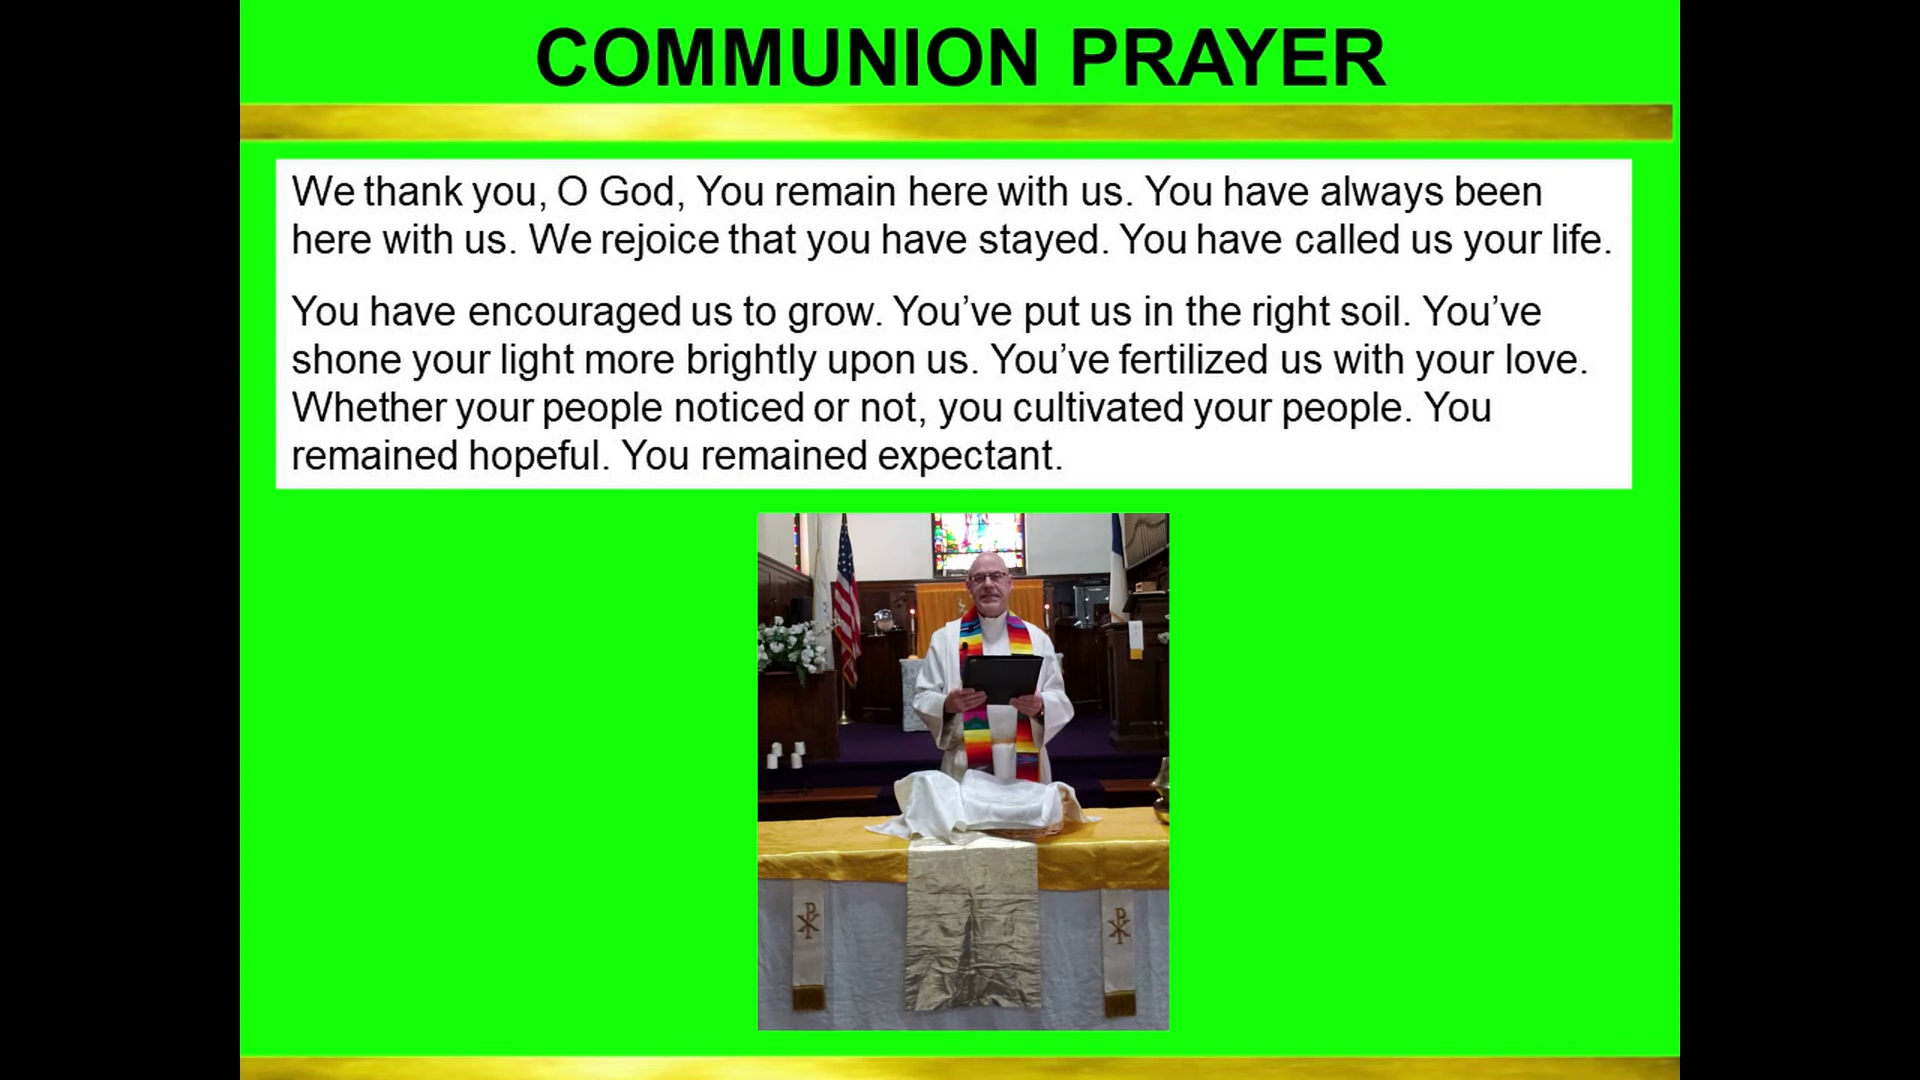 COMMUNION PRAYER
We thank you, O God, You remain here with us. You have always been
here with us. We rejoice that you have stayed. You have called us your life.
You have encouraged us to grow. You’ve put us in the right soil. You’ve
shone your light more brightly upon us. You’ve fertilized us with your love.
Whether your people noticed or not, you cultivated your people. You
remained hopeful. You remained expectant.